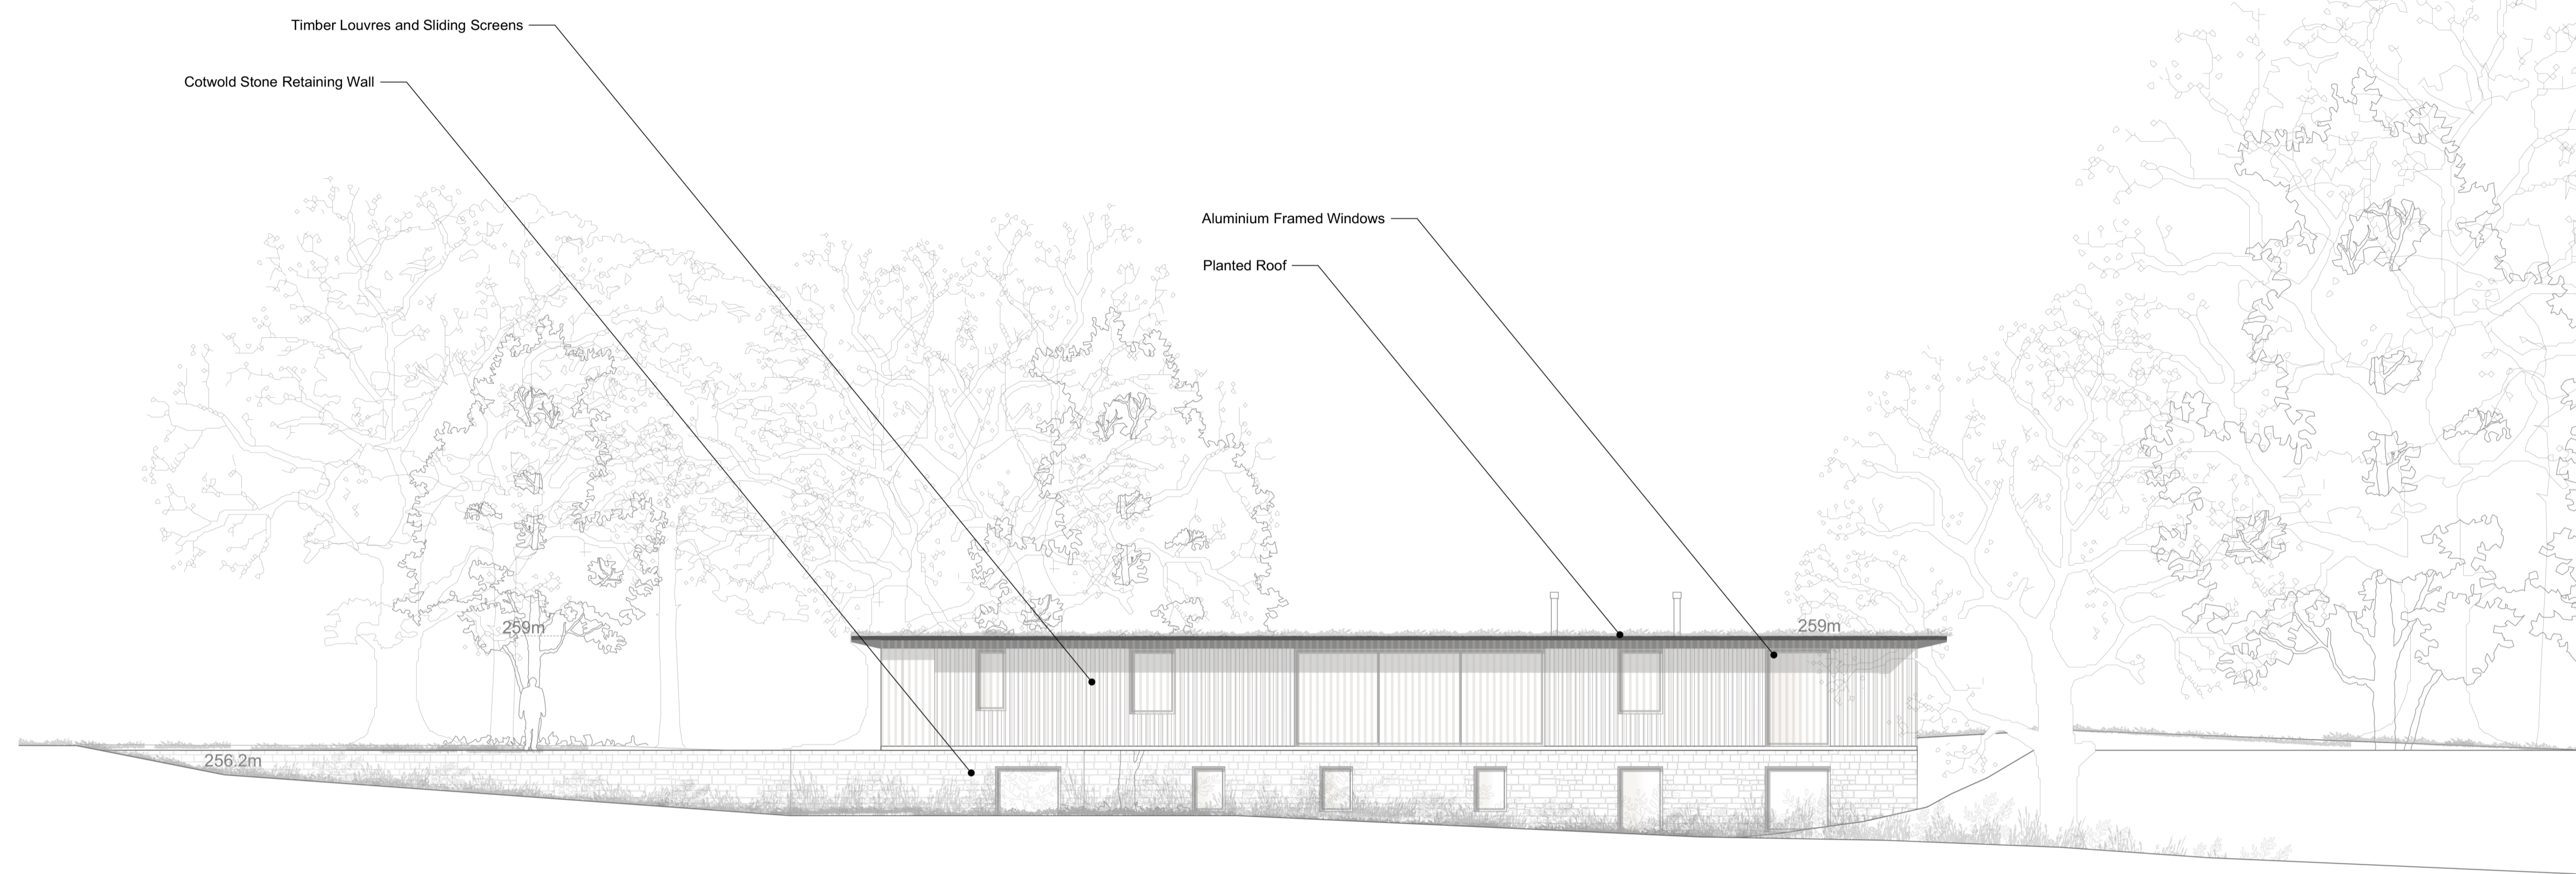 Timber Louvres and Sliding Screens
Cotwold Stone Retaining Wall
Aluminium Framed Windows
Planted Roof
259m
259m
256.2m